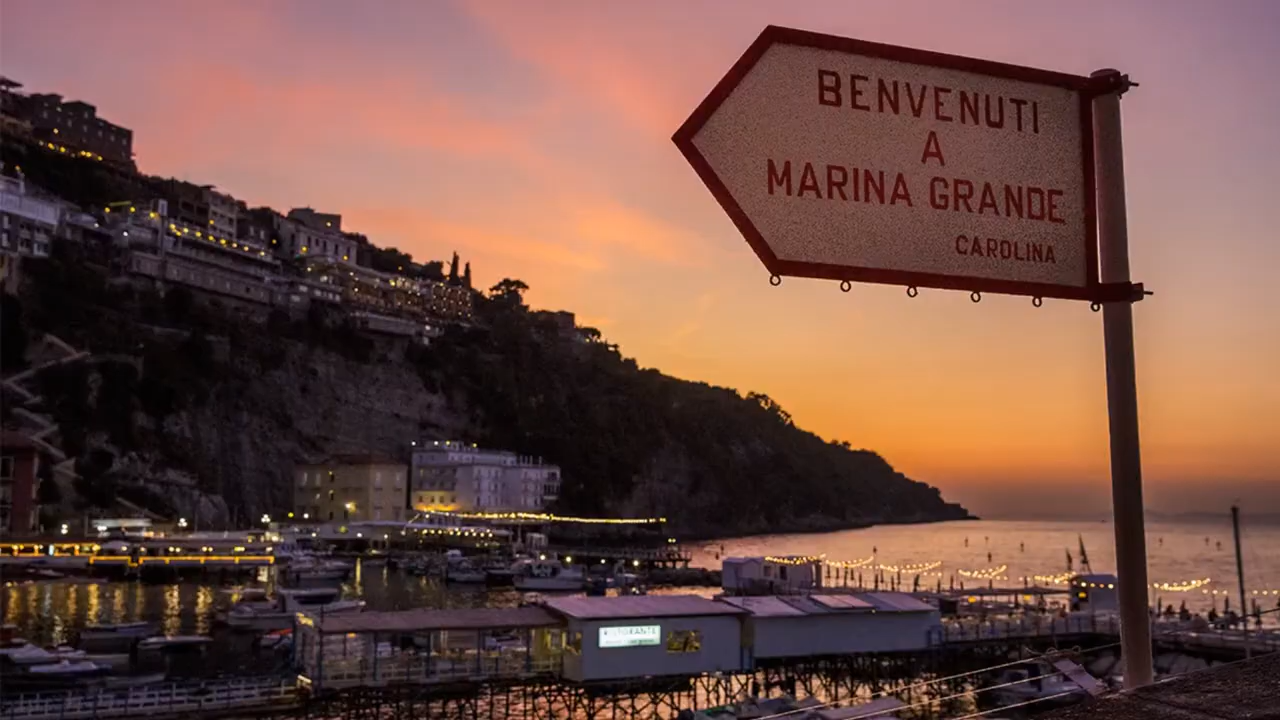 BENVENUTI
A
MARINA GRANDE
CAROLINA
RISTORANTE